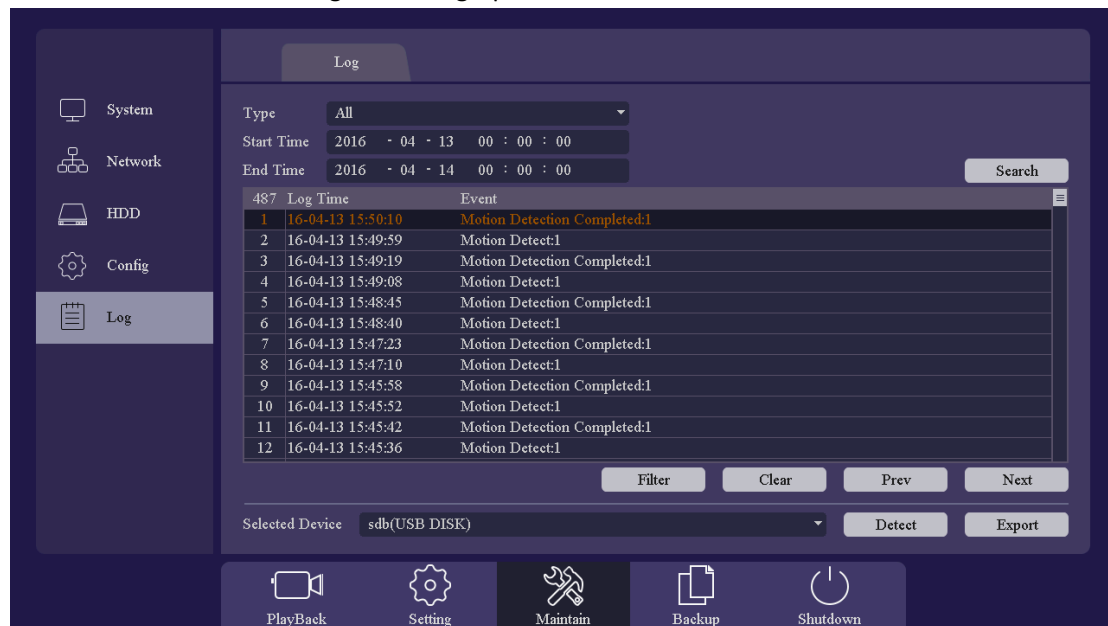 Log
System
Network
HDD
Config
Log
Type All
Start Time 2016 - 04 - 13 00 : 00 : 00
End Time 2016 - 04 - 14 00 : 00 : 00
Search
487 Log Time Event
1 16-04-13 15:50:10 Motion Detection Completed:1
2 16-04-13 15:49:59 Motion Detect:1
3 16-04-13 15:49:19 Motion Detection Completed:1
4 16-04-13 15:49:08 Motion Detect:1
5 16-04-13 15:48:45 Motion Detection Completed:1
6 16-04-13 15:48:40 Motion Detect:1
7 16-04-13 15:47:23 Motion Detection Completed:1
8 16-04-13 15:47:10 Motion Detect:1
9 16-04-13 15:45:58 Motion Detection Completed:1
10 16-04-13 15:45:52 Motion Detect:1
11 16-04-13 15:45:42 Motion Detection Completed:1
12 16-04-13 15:45:36 Motion Detect:1
Filter Clear Prev Next
Selected Device sdb(USB DISK) Detect Export
PlayBack Setting Maintain Backup Shutdown